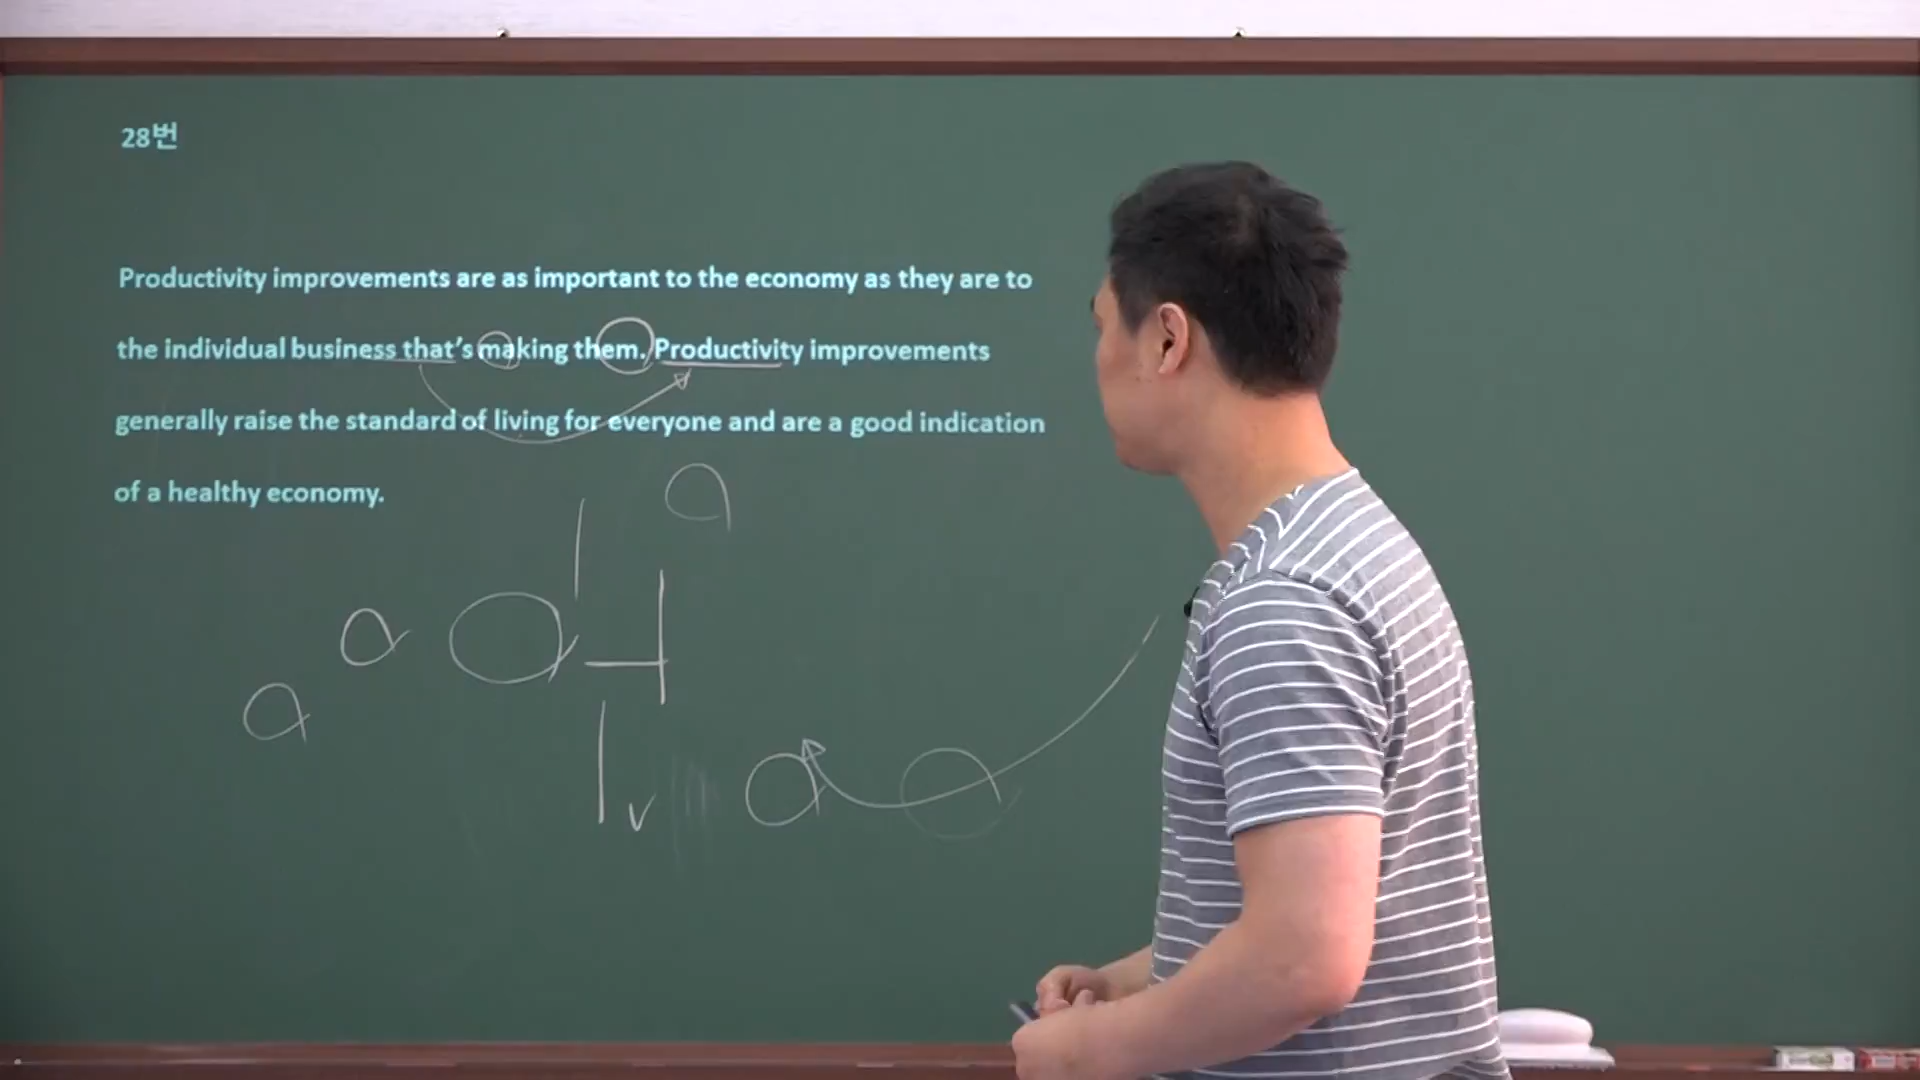 28번
Productivity improvements are as important to the economy as they are to
the individual business that's making them. Productivity improvements
generally raise the standard of living for everyone and are a good indication
of a healthy economy.